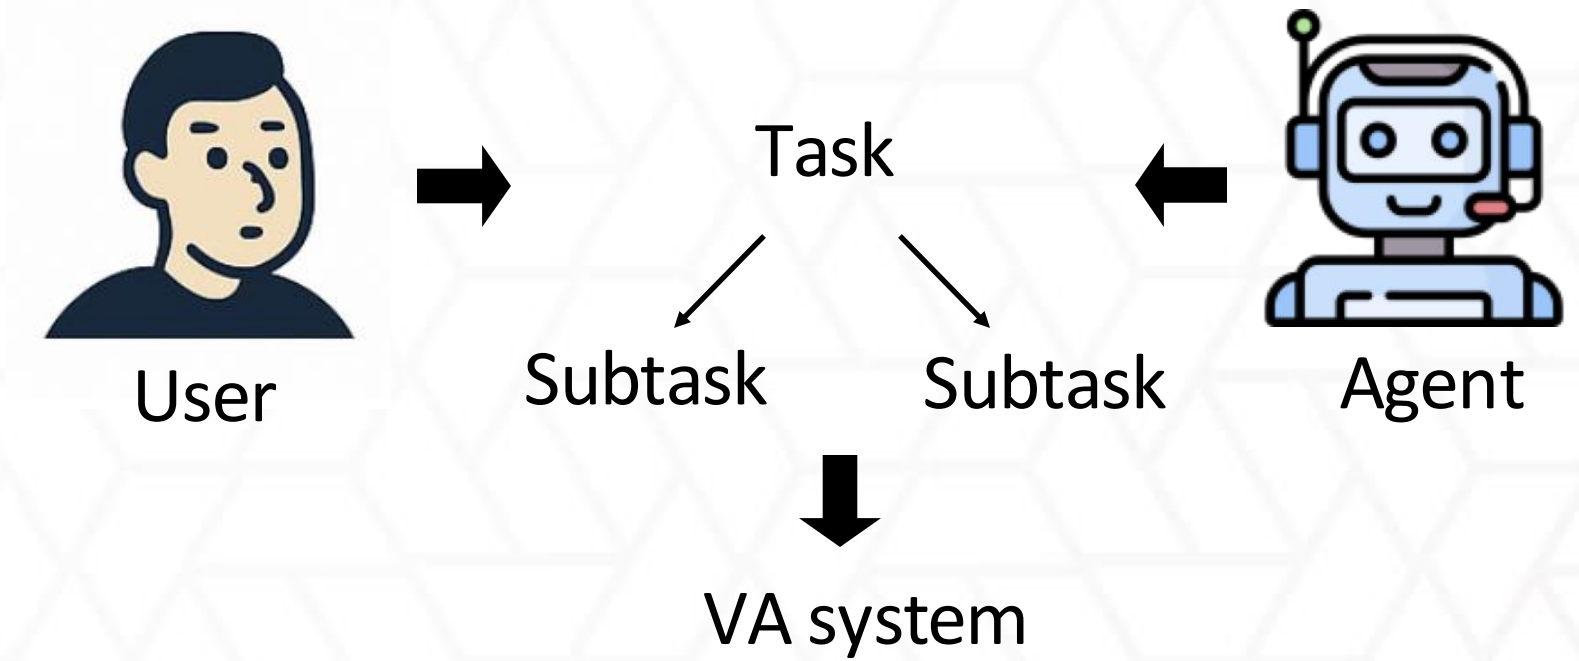 Task
Subtask
Subtask
User
Agent
VA system